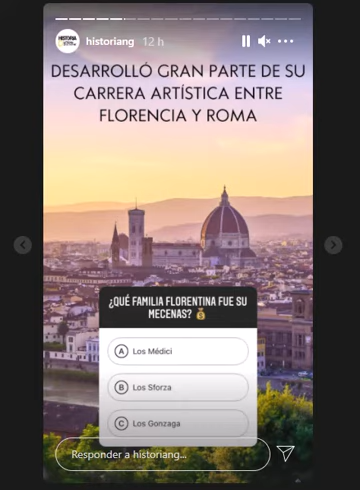 HISTORIA
historiang 12 h
DESARROLLÓ GRAN PARTE DE SU
CARRERA ARTÍSTICA ENTRE
FLORENCIA Y ROMA
¿QUÉ FAMILIA FLORENTINA FUE SU
MECENAS? 💰
A Los Médici
B Los Sforza
C Los Gonzaga
Responder a historiang...